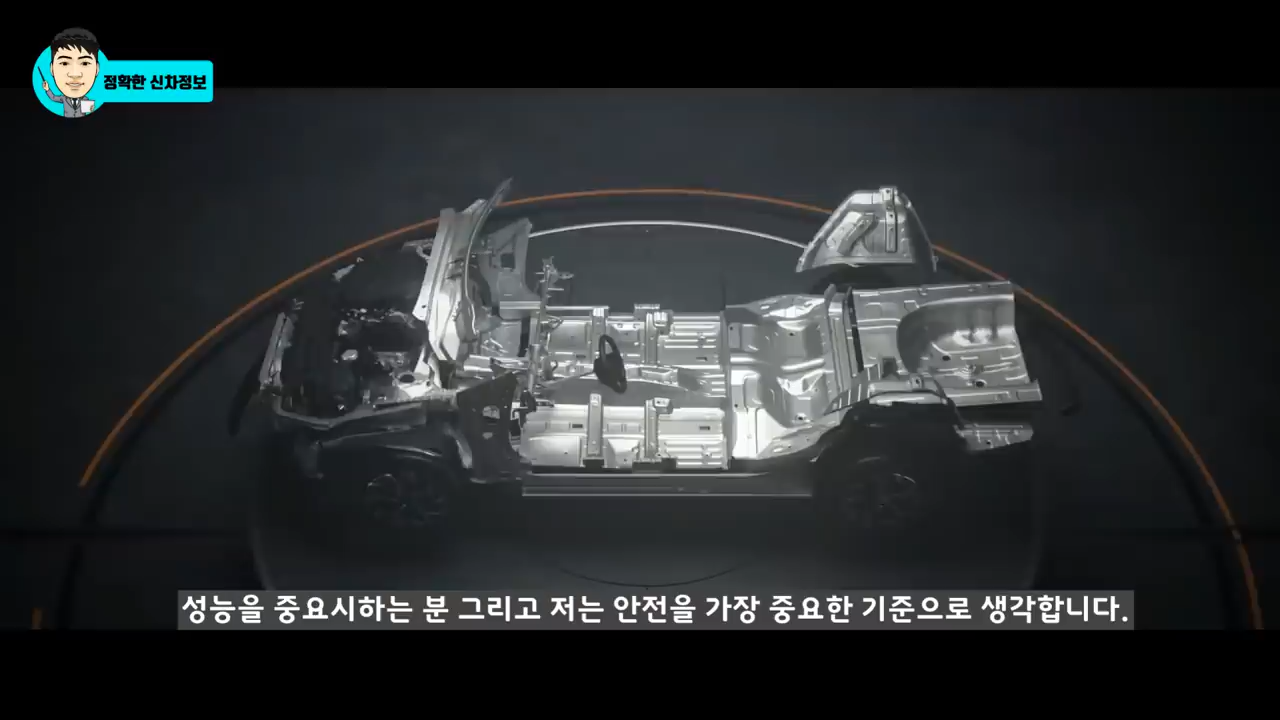 정확한 신차정보
성능을 중요시하는 분 그리고 저는 안전을 가장 중요한 기준으로 생각합니다.